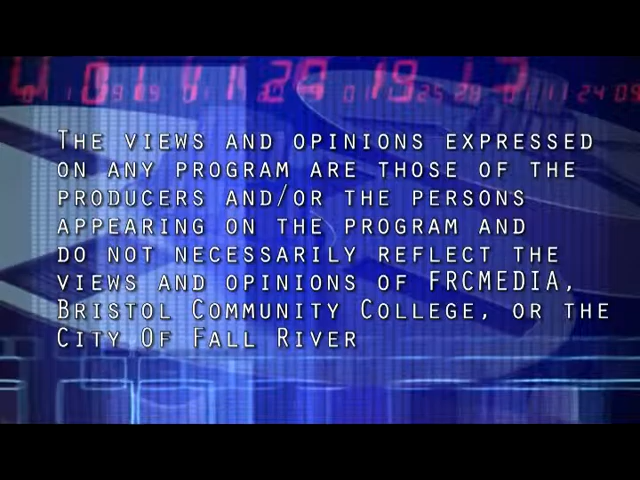 The views and opinions expressed
on any program are those of the
producers and/or the persons
appearing on the program and
do not necessarily reflect the
views and opinions of FRCMEDIA,
Bristol Community College, or the
City Of Fall River